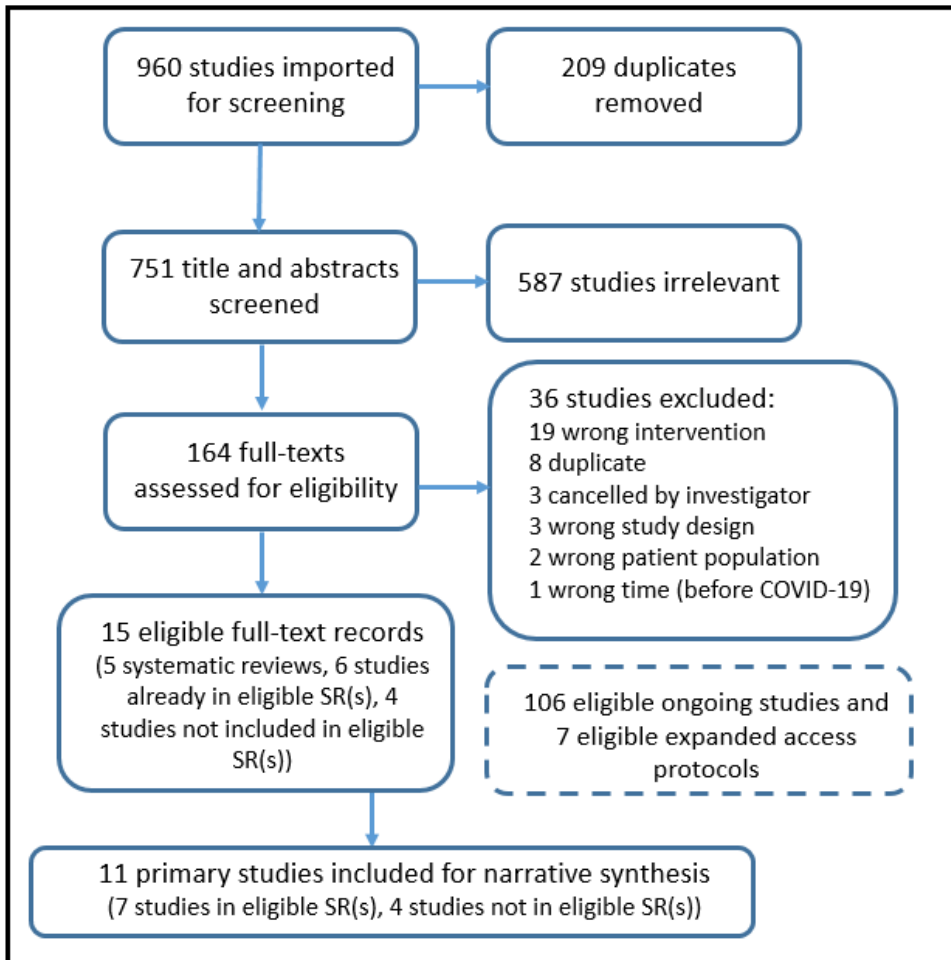 960 studies imported
for screening
209 duplicates
removed
751 title and abstracts
screened
587 studies irrelevant
164 full-texts
assessed for eligibility
36 studies excluded:
19 wrong intervention
8 duplicate
3 cancelled by investigator
3 wrong study design
2 wrong patient population
1 wrong time (before COVID-19)
15 eligible full-text records
(5 systematic reviews, 6 studies
already in eligible SR(s), 4
studies not included in eligible
SR(s))
106 eligible ongoing studies and
7 eligible expanded access
protocols
11 primary studies included for narrative synthesis
(7 studies in eligible SR(s), 4 studies not in eligible SR(s))